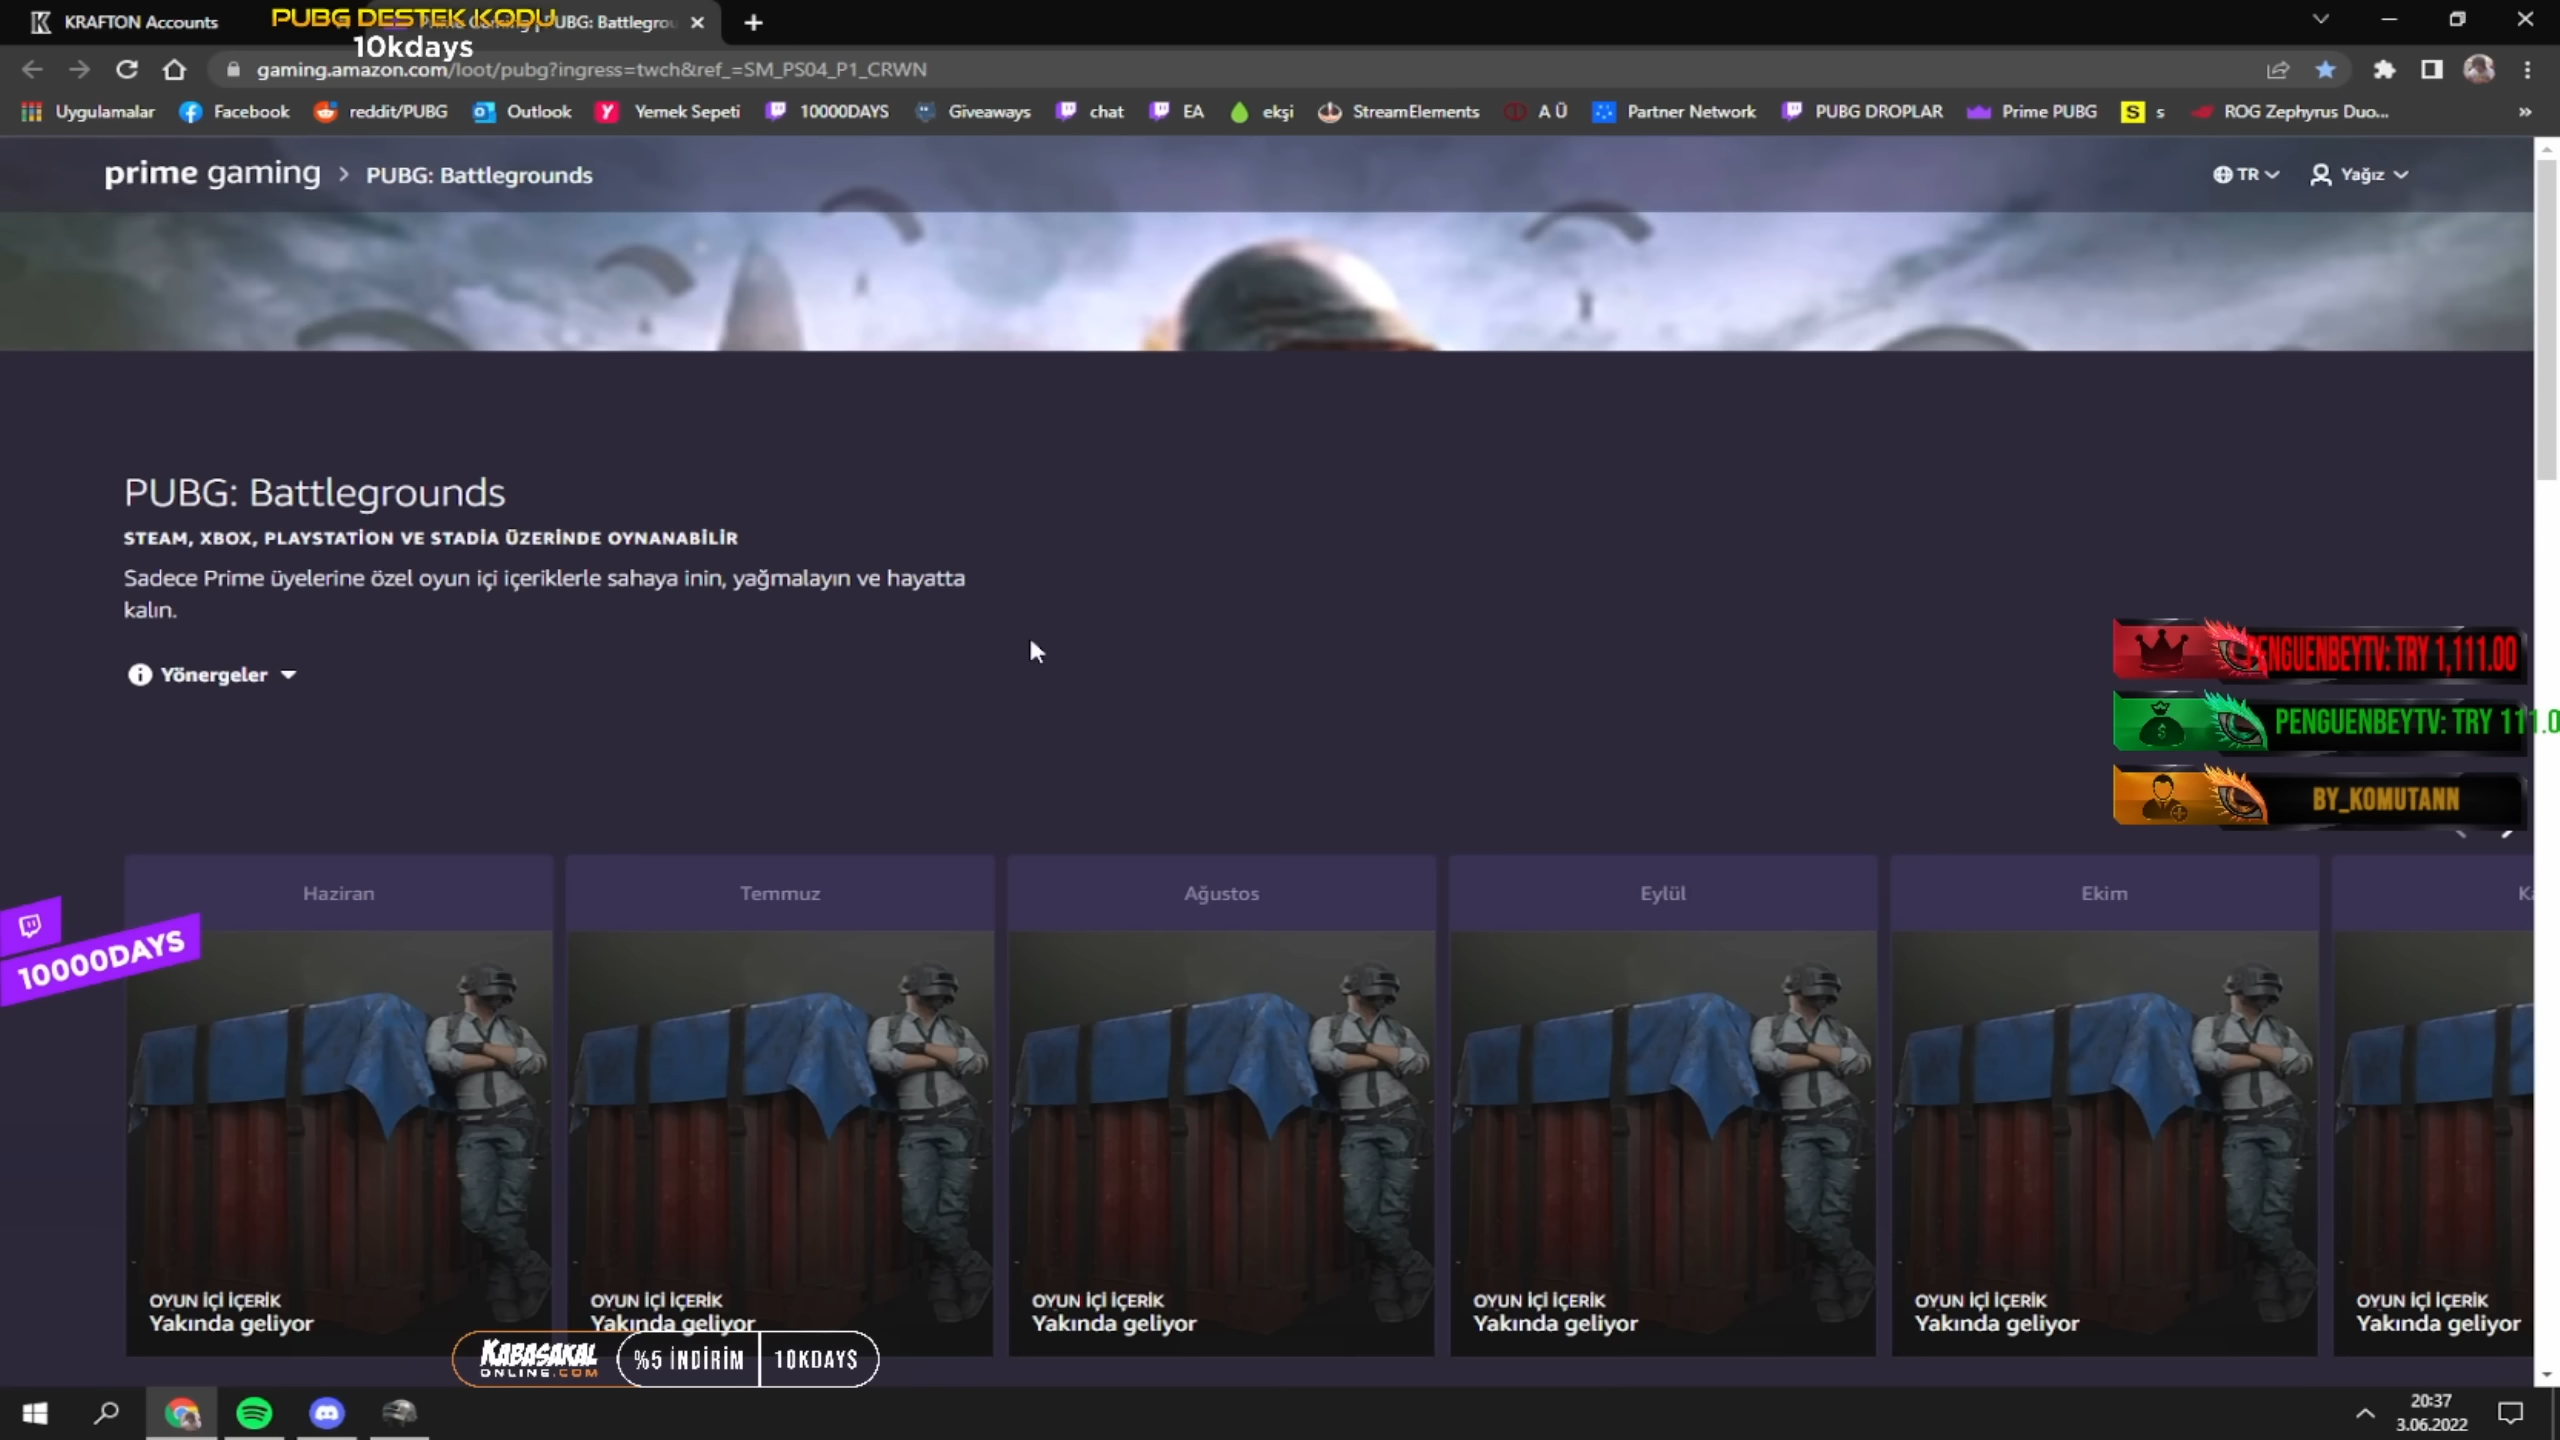 KRAFTON Accounts
PUBG DESTEK KODU
10kdays
PUBG: Battlegrou
gaming.amazon.com/loot/pubg?ingress=twch&ref_=SM_PS04_P1_CRWN
Uygulamalar
Facebook
reddit/PUBG
Outlook
Yemek Sepeti
10000DAYS
Giveaways
chat
EA
ekşi
StreamElements
A Ü
Partner Network
PUBG DROPLAR
Prime PUBG
S s
ROG Zephyrus Duo...
prime gaming > PUBG: Battlegrounds
TR
Yağız
PUBG: Battlegrounds
STEAM, XBOX, PLAYSTATİON VE STADİA ÜZERİNDE OYNANABİLİR
Sadece Prime üyelerine özel oyun içi içeriklerle sahaya inin, yağmalayın ve hayatta
kalın.
Yönergeler
PENGUENBEYTV: TRY 1,111.00
PENGUENBEYTV: TRY 111.0
BY_KOMUTANN
Haziran
Temmuz
Ağustos
Eylül
Ekim
10000DAYS
OYUN İÇİ İÇERİK
Yakında geliyor
OYUN İÇİ İÇERİK
Yakında geliyor
OYUN İÇİ İÇERİK
Yakında geliyor
OYUN İÇİ İÇERİK
Yakında geliyor
OYUN İÇİ İÇERİK
Yakında geliyor
OYUN İÇİ İÇERİK
Yakında geliyor
KABASAKAL
ONLINE.COM
%5 İNDİRİM
10KDAYS
20:37
3.06.2022